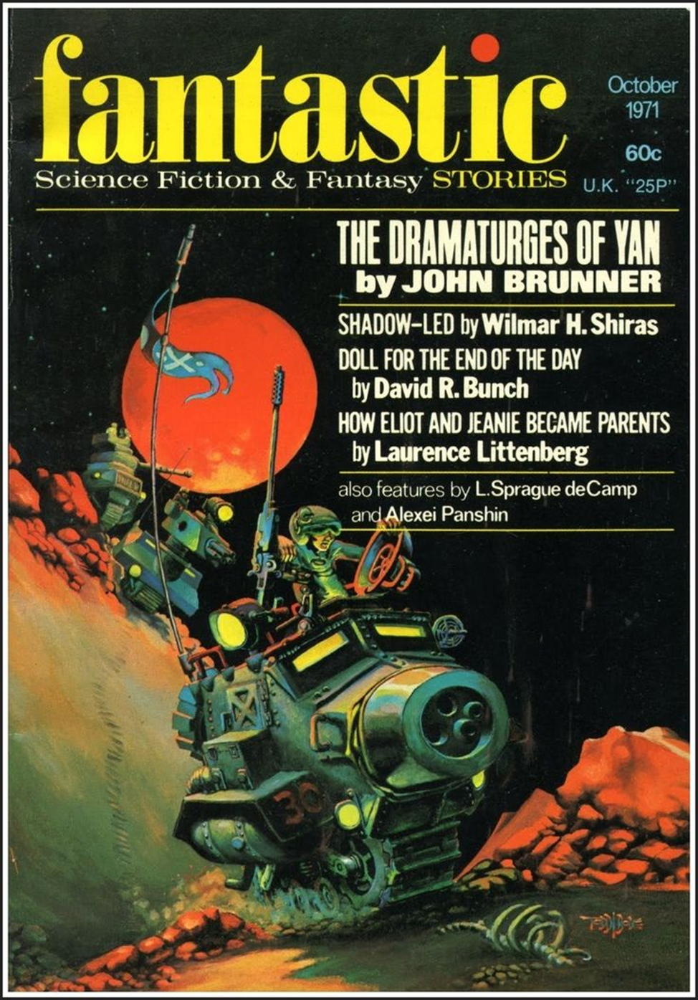 fantastic
October
1971
60c
Science Fiction & Fantasy STORIES
U.K. “25P”
THE DRAMATURGES OF YAN
by JOHN BRUNNER
SHADOW-LED by Wilmar H. Shiras
DOLL FOR THE END OF THE DAY
by David R. Bunch
HOW ELIOT AND JEANIE BECAME PARENTS
by Laurence Littenberg
also features by L.Sprague deCamp
and Alexei Panshin
30